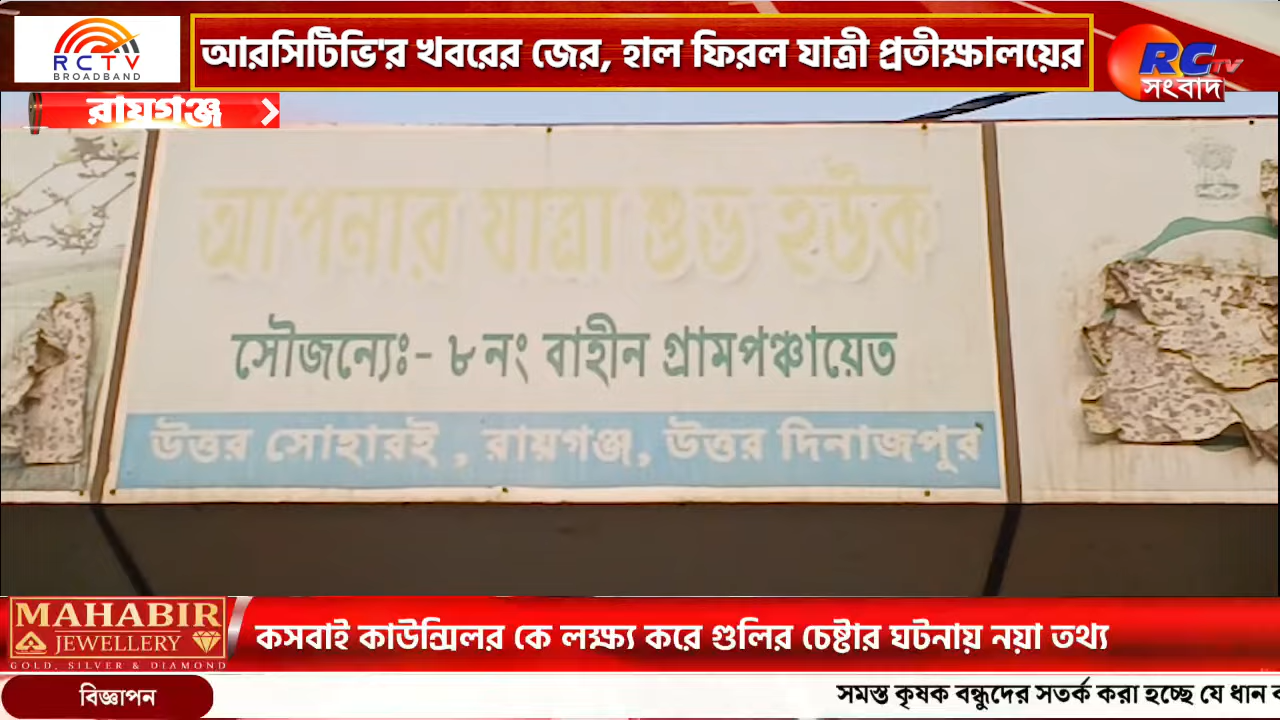 RCTV
BROADBAND
আরসিটিভি'র খবরের জের, হাল ফিরল যাত্রী প্রতীক্ষালয়ের
RCTV
সংবাদ
রায়গঞ্জ
আপনার যাত্রা শুভ হউক
সৌজন্যেঃ- ৮ নং বাহীন গ্রামপঞ্চায়েত
উত্তর সোহারই , রায়গঞ্জ, উত্তর দিনাজপুর
MAHABIR
JEWELLERY
GOLD, SILVER & DIAMOND
কসবাই কাউন্সিলর কে লক্ষ্য করে গুলির চেষ্টার ঘটনায় নয়া তথ্য
বিজ্ঞাপন
সমস্ত কৃষক বন্ধুদের সতর্ক করা হচ্ছে যে ধান